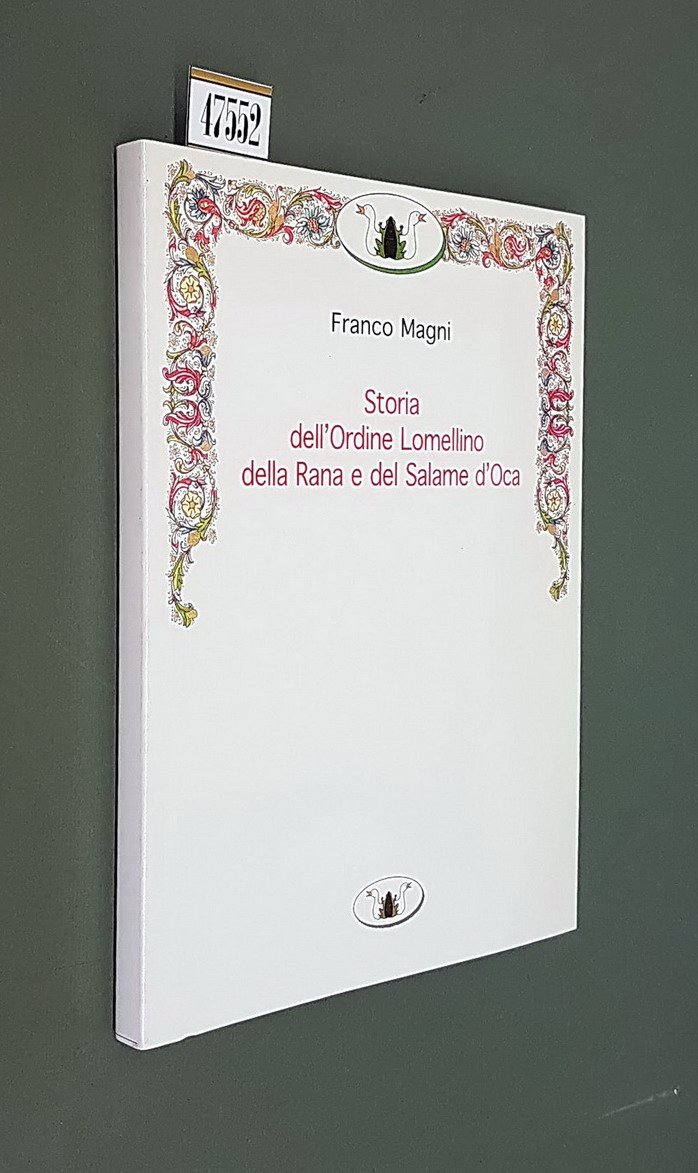 47552
Franco Magni
Storia
dell'Ordine Lomellino
della Rana e del Salame d'Oca